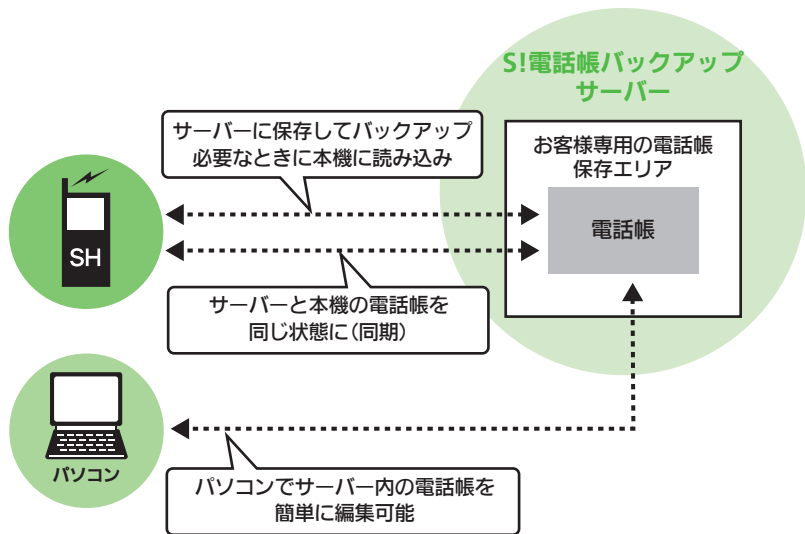 S!電話帳バックアップ
サーバー
サーバーに保存してバックアップ
必要なときに本機に読み込み
お客様専用の電話帳
保存エリア
電話帳
SH
サーバーと本機の電話帳を
同じ状態に(同期)
パソコン
パソコンでサーバー内の電話帳を
簡単に編集可能